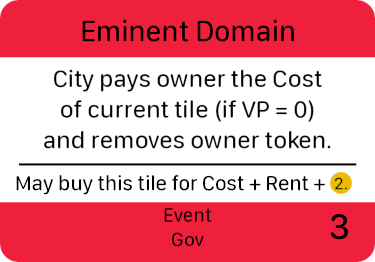 Eminent Domain
City pays owner the Cost
of current tile (if VP = 0)
and removes owner token.
May buy this tile for Cost + Rent + 2.
Event
Gov
3